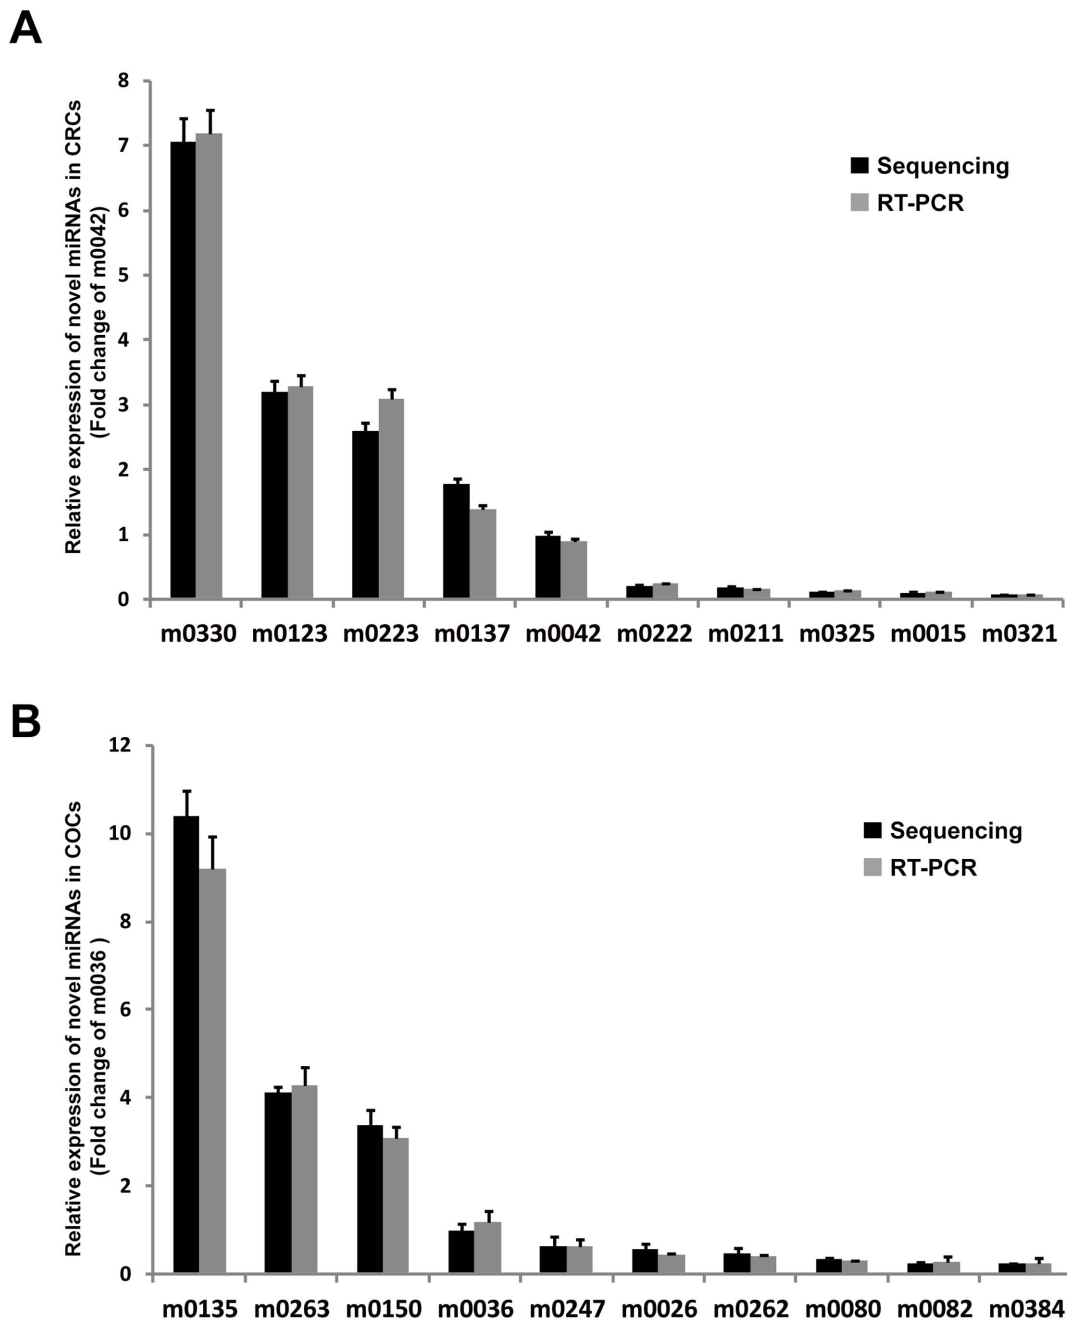 A
Relative expression of novel miRNAs in CRCs
(Fold change of m0042)
8
7
6
5
4
3
2
1
0
Sequencing
RT-PCR
m0330 m0123 m0223 m0137 m0042 m0222 m0211 m0325 m0015 m0321
B
Relative expression of novel miRNAs in COCs
(Fold change of m0036 )
12
10
8
6
4
2
0
Sequencing
RT-PCR
m0135 m0263 m0150 m0036 m0247 m0026 m0262 m0080 m0082 m0384